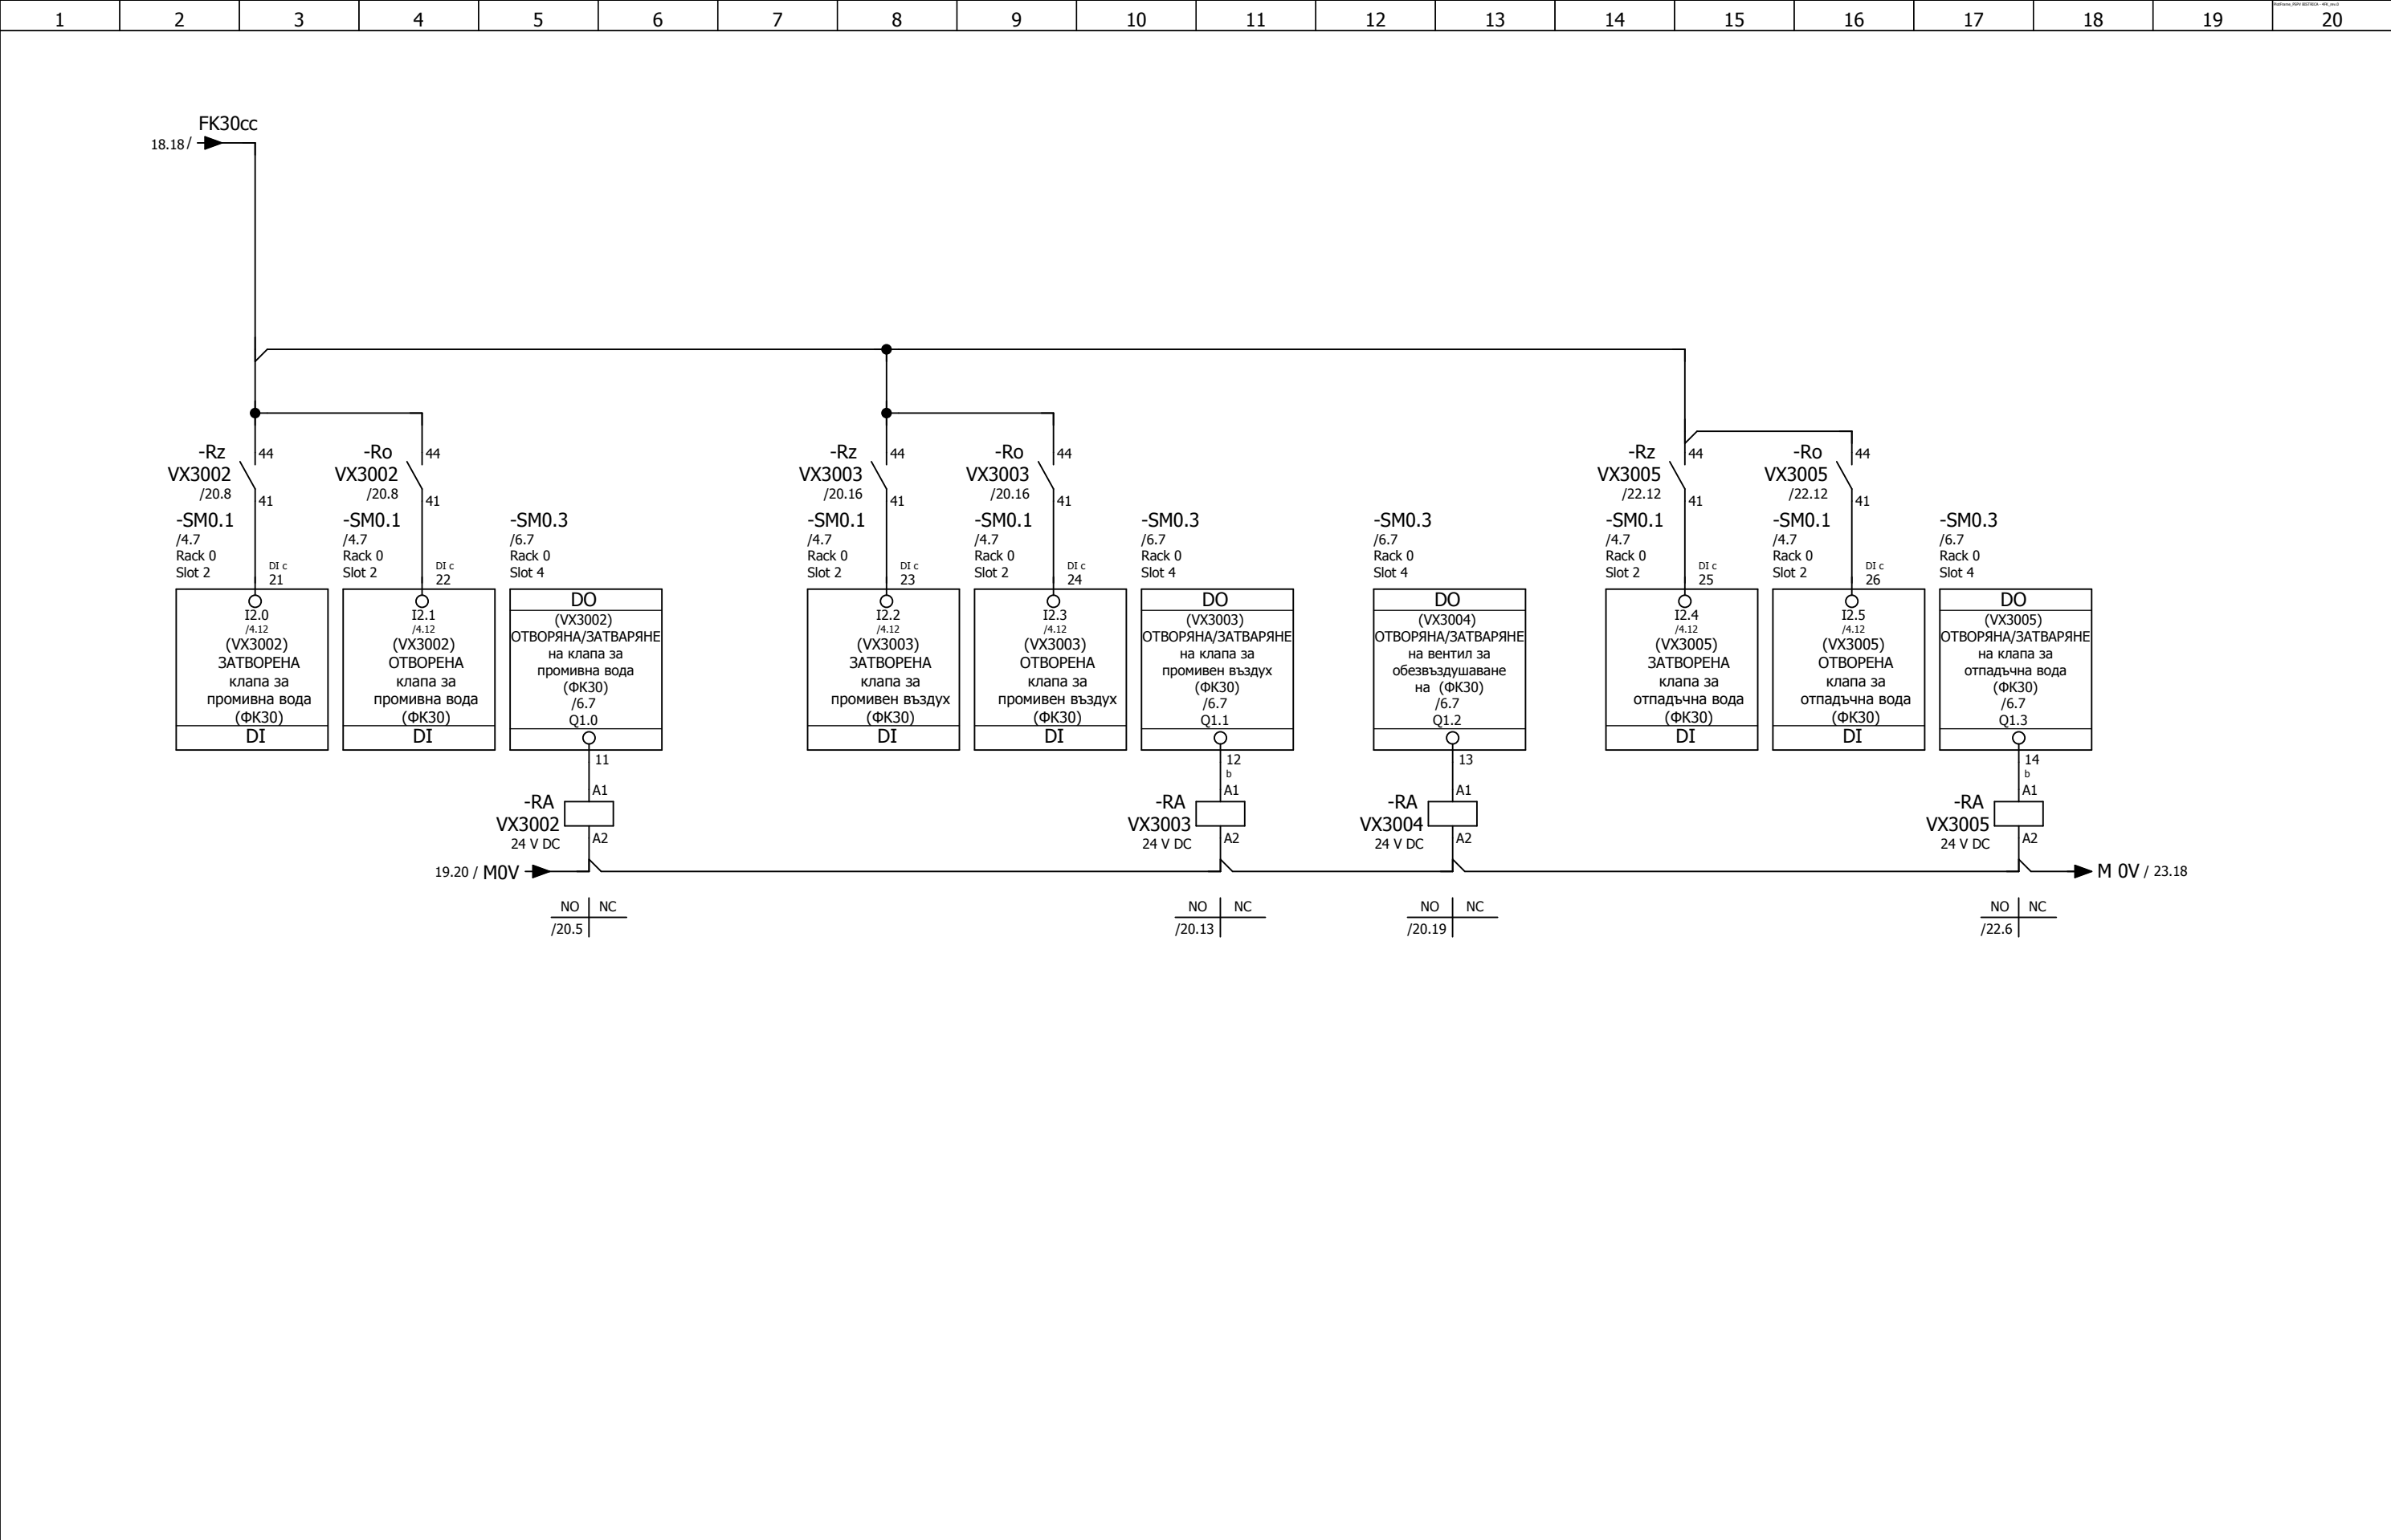 1 2 3 4 5 6 7 8 9 10 11 12 13 14 15 16 17 18 19 20
FK30cc
18.18 /
-Rz
VX3002
/20.8
44
41
-SM0.1
/4.7
Rack 0
Slot 2
21
I2.0
/4.12
(VX3002)
ЗАТВОРЕНА
клапа за
промивна вода
(ФК30)
DI
-Ro
VX3002
/20.8
44
41
-SM0.1
/4.7
Rack 0
Slot 2
DI c
22
I2.1
/4.12
(VX3002)
ОТВОРЕНА
клапа за
промивна вода
(ФК30)
DI
DI c
-SM0.3
/6.7
Rack 0
Slot 4
DO
(VX3002)
ОТВОРЯНА/ЗАТВАРЯНЕ
на клапа за
промивна вода
(ФК30)
/6.7
Q1.0
11
-RA
VX3002
24 V DC
A1
A2
19.20 / M0V
NO NC
/20.5
-Rz
VX3003
/20.16
44
41
-SM0.1
/4.7
Rack 0
Slot 2
DI c
23
I2.2
/4.12
(VX3003)
ЗАТВОРЕНА
клапа за
промивен въздух
(ФК30)
DI
-Ro
VX3003
/20.16
44
41
-SM0.1
/4.7
Rack 0
Slot 2
DI c
24
I2.3
/4.12
(VX3003)
ОТВОРЕНА
клапа за
промивен въздух
(ФК30)
DI
-SM0.3
/6.7
Rack 0
Slot 4
DO
(VX3003)
ОТВОРЯНА/ЗАТВАРЯНЕ
на клапа за
промивен въздух
(ФК30)
/6.7
Q1.1
12
b
-RA
VX3003
24 V DC
A1
A2
NO NC
/20.13
-SM0.3
/6.7
Rack 0
Slot 4
DO
(VX3004)
ОТВОРЯНА/ЗАТВАРЯНЕ
на вентил за
обезвъздушаване
на (ФК30)
/6.7
Q1.2
13
-RA
VX3004
24 V DC
A1
A2
NO NC
/20.19
-Rz
VX3005
/22.12
44
41
-SM0.1
/4.7
Rack 0
Slot 2
DI c
25
I2.4
/4.12
(VX3005)
ЗАТВОРЕНА
клапа за
отпадъчна вода
(ФК30)
DI
-Ro
VX3005
/22.12
44
41
-SM0.1
/4.7
Rack 0
Slot 2
DI c
26
I2.5
/4.12
(VX3005)
ОТВОРЕНА
клапа за
отпадъчна вода
(ФК30)
DI
-SM0.3
/6.7
Rack 0
Slot 4
DO
(VX3005)
ОТВОРЯНА/ЗАТВАРЯНЕ
на клапа за
отпадъчна вода
(ФК30)
/6.7
Q1.3
14
b
-RA
VX3005
24 V DC
A1
A2
M 0V / 23.18
NO NC
/22.6